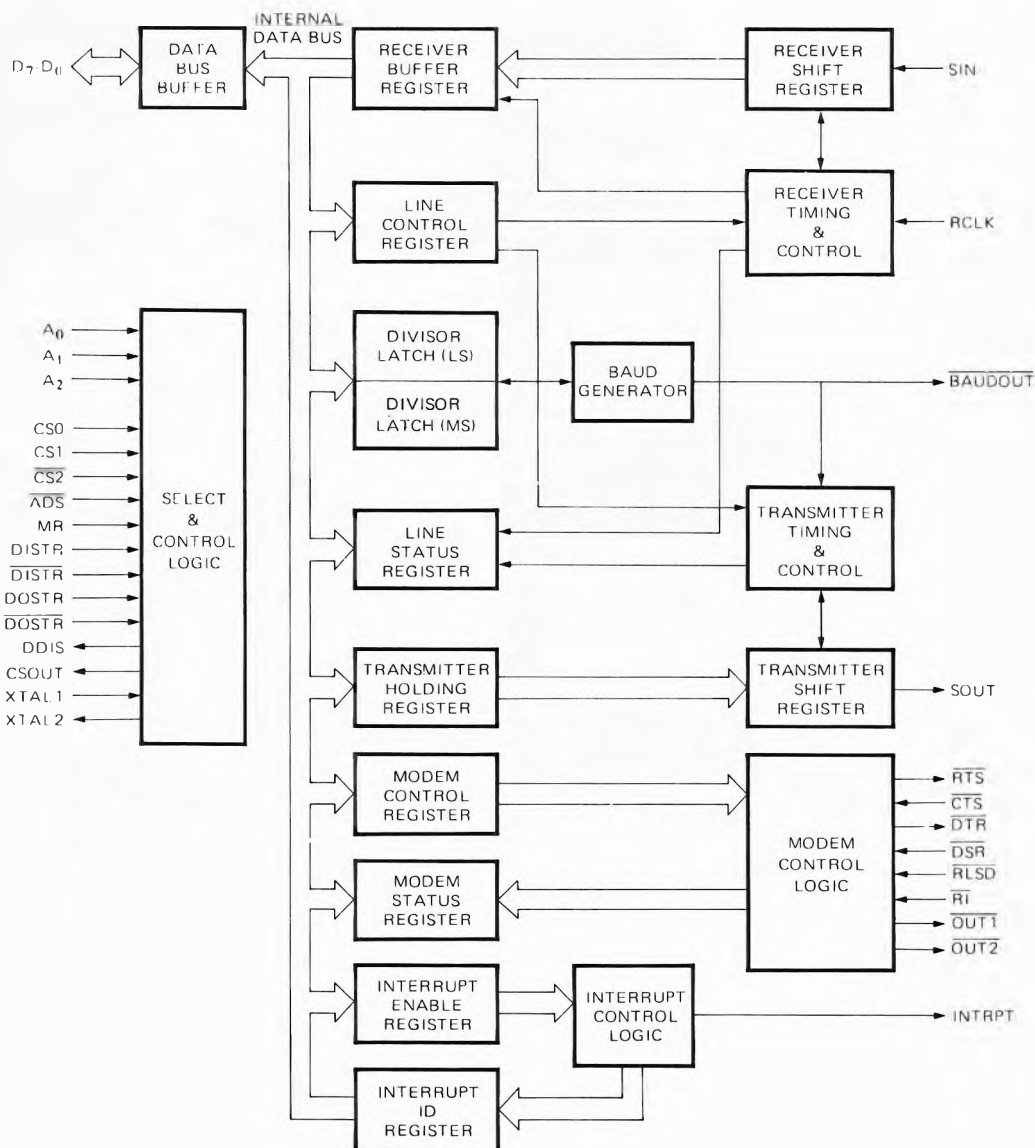 INTERNAL
DATA BUS
D7-D0
DATA
BUS
BUFFER
RECEIVER
BUFFER
REGISTER
RECEIVER
SHIFT
REGISTER
SIN
LINE
CONTROL
REGISTER
RECEIVER
TIMING
&
CONTROL
RCLK
A0
A1
A2
CS0
CS1
CS2
ADS
MR
DISTR
DISTR
DOSTR
DOSTR
DDIS
CSOUT
XTAL1
XTAL2
SELECT
&
CONTROL
LOGIC
DIVISOR
LATCH (LS)
DIVISOR
LATCH (MS)
BAUD
GENERATOR
BAUDOUT
LINE
STATUS
REGISTER
TRANSMITTER
TIMING
&
CONTROL
TRANSMITTER
HOLDING
REGISTER
TRANSMITTER
SHIFT
REGISTER
SOUT
MODEM
CONTROL
REGISTER
MODEM
CONTROL
LOGIC
RTS
CTS
DTR
DSR
RLSD
RI
OUT1
OUT2
MODEM
STATUS
REGISTER
INTERRUPT
ENABLE
REGISTER
INTERRUPT
CONTROL
LOGIC
INTRPT
INTERRUPT
ID
REGISTER